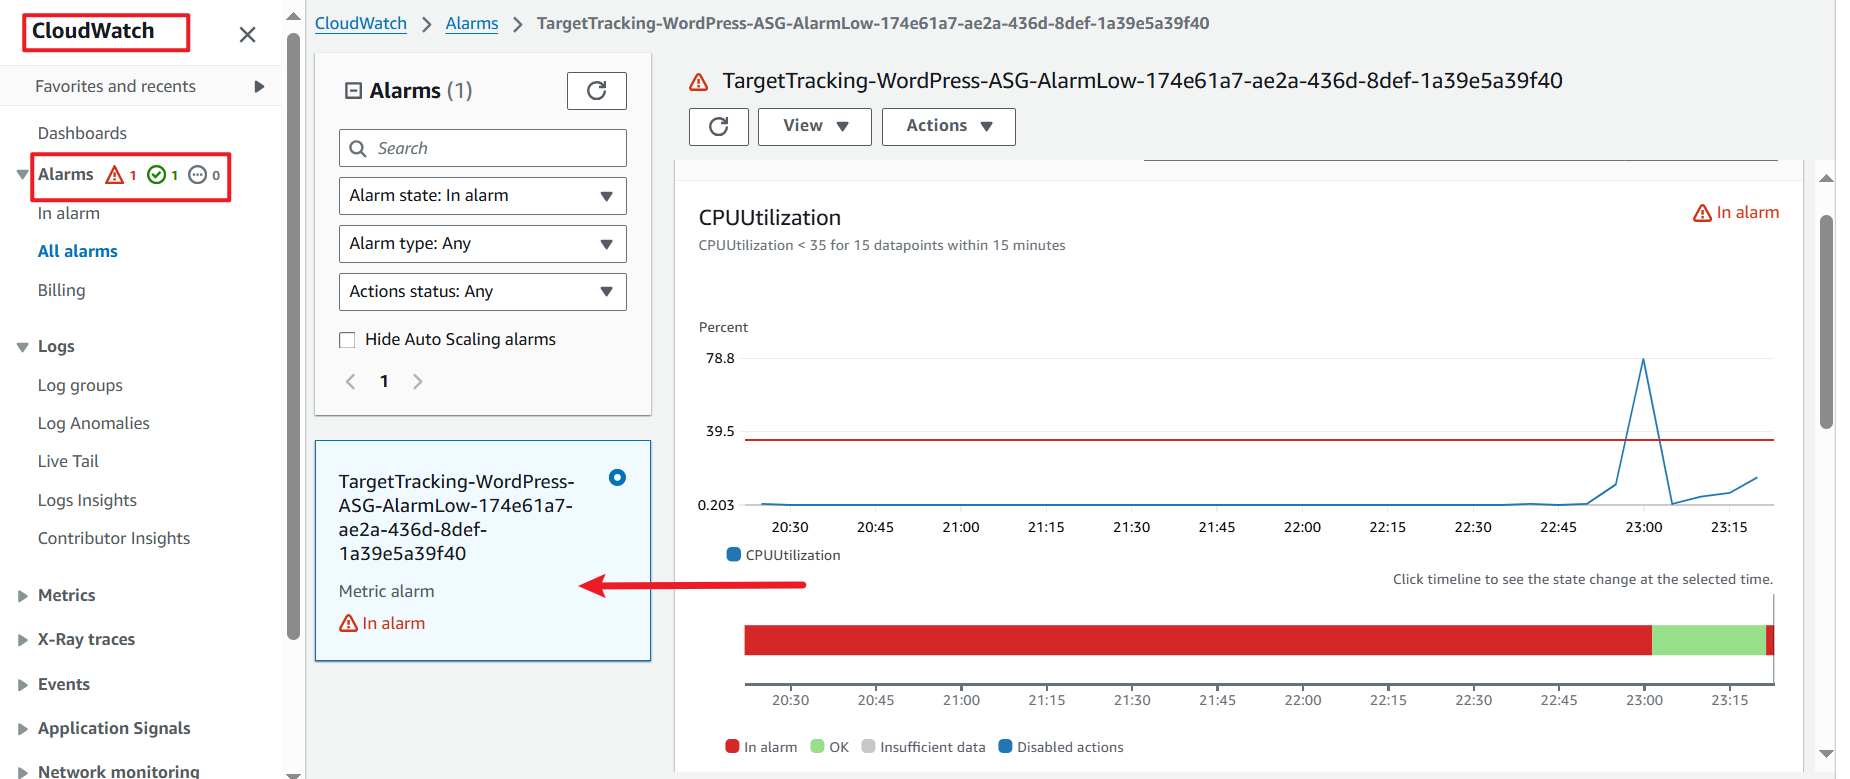 CloudWatch
Favorites and recents
Dashboards
Alarms 1 1 0
In alarm
All alarms
Billing
Logs
Log groups
Log Anomalies
Live Tail
Logs Insights
Contributor Insights
Metrics
X-Ray traces
Events
Application Signals
Network monitoring
CloudWatch > Alarms > TargetTracking-WordPress-ASG-AlarmLow-174e61a7-ae2a-436d-8def-1a39e5a39f40
Alarms (1)
Search
Alarm state: In alarm
Alarm type: Any
Actions status: Any
Hide Auto Scaling alarms
1
TargetTracking-WordPress-
ASG-AlarmLow-174e61a7-
ae2a-436d-8def-
1a39e5a39f40
Metric alarm
In alarm
TargetTracking-WordPress-ASG-AlarmLow-174e61a7-ae2a-436d-8def-1a39e5a39f40
View
Actions
CPUUtilization
In alarm
CPUUtilization < 35 for 15 datapoints within 15 minutes
Percent
78.8
39.5
0.203
20:30 20:45 21:00 21:15 21:30 21:45 22:00 22:15 22:30 22:45 23:00 23:15
CPUUtilization
Click timeline to see the state change at the selected time.
20:30 20:45 21:00 21:15 21:30 21:45 22:00 22:15 22:30 22:45 23:00 23:15
In alarm OK Insufficient data Disabled actions